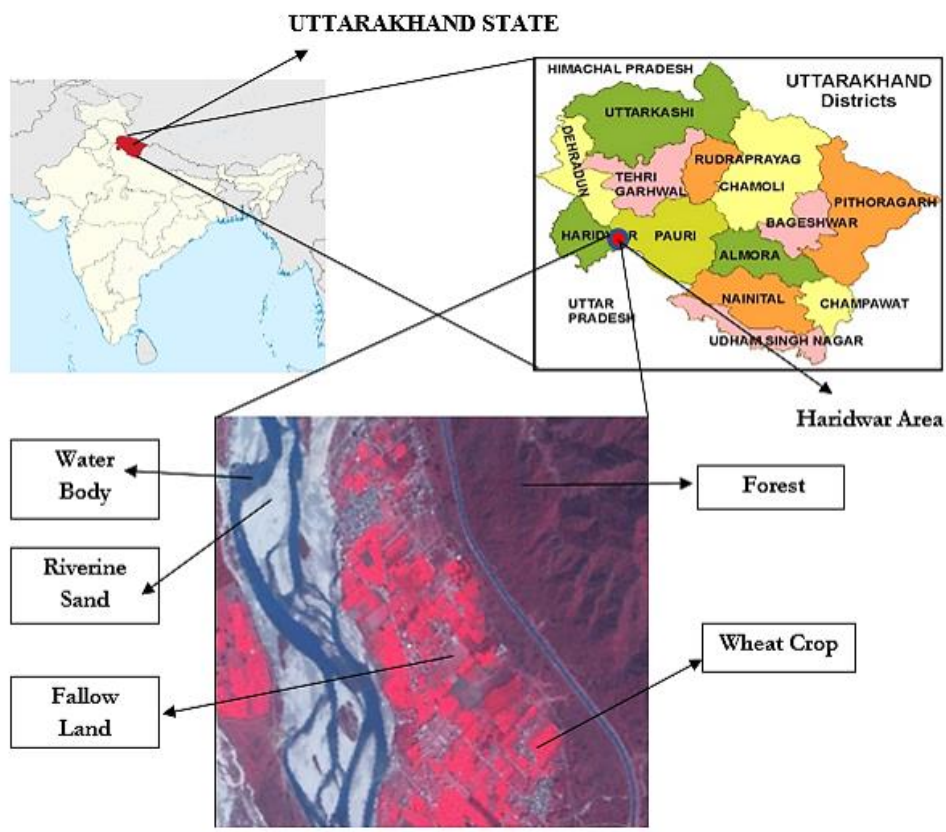 UTTARAKHAND STATE
HIMACHAL PRADESH
UTTARAKHAND
Districts
UTTARKASHI
DEHRADUN
RUDRAPRAYAG
TEHRI
GARHWAL
CHAMOLI
PITHORAGARH
BAGESHWAR
HARIDWAR
PAURI
ALMORA
NAINITAL
CHAMPAWAT
UTTAR
PRADESH
UDHAM SINGH NAGAR
Haridwar Area
Water
Body
Forest
Riverine
Sand
Wheat Crop
Fallow
Land